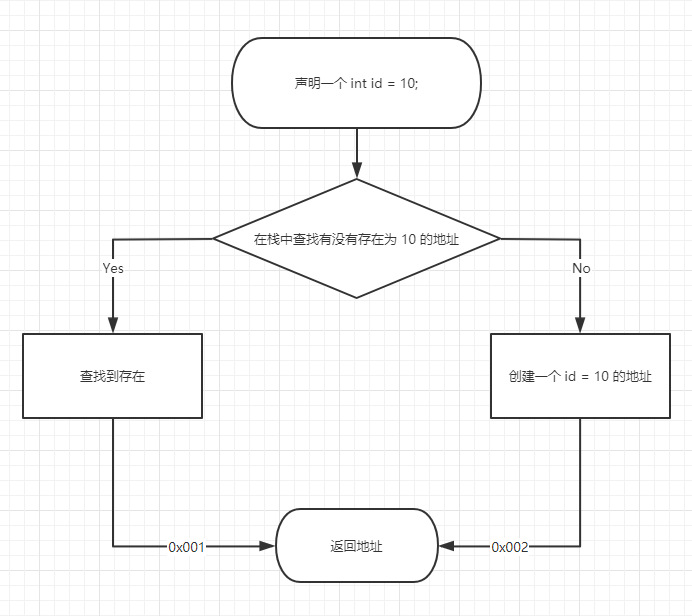 声明一个 int id = 10;
在栈中查找有没有存在为 10 的地址
Yes
No
查找到存在
创建一个 id = 10 的地址
0x001
返回地址
0x002